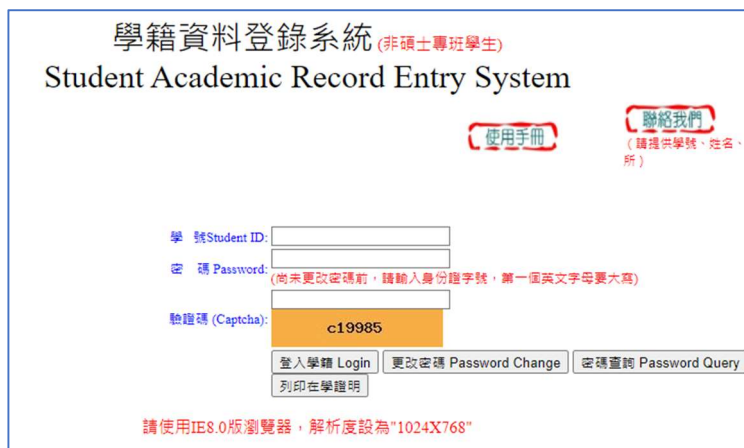 學籍資料登錄系統(非碩士專班學生)
Student Academic Record Entry System
使用手冊
聯絡我們
(請提供學號、姓名、
所)
學 號Student ID:
密 碼 Password:
(尚未更改密碼前，請輸入身份證字號，第一個英文字母要大寫)
驗證碼 (Captcha):
c19985
登入學籍 Login 更改密碼 Password Change 密碼查詢 Password Query
列印在學證明
請使用IE8.0版瀏覽器，解析度設為"1024X768"